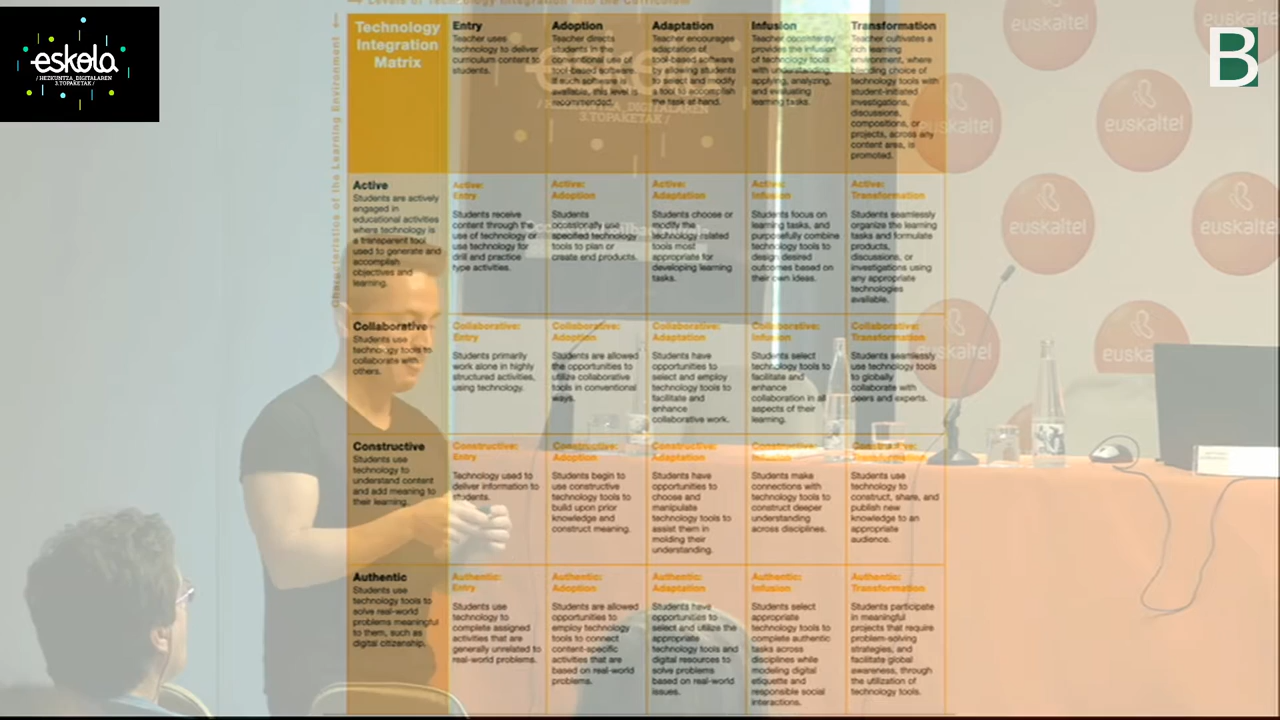 Levels of Technology Integration into the Curriculum
eskola
/ HEZKUNTZA_DIGITALAREN
3.TOPAKETAK /
B
Technology
Integration
Matrix
Entry
Teacher uses
technology to deliver
curriculum content to
students.
Adoption
Teacher directs
students in the
conventional use of
tool-based software.
If such software is
available, this level is
recommended.
Adaptation
Teacher encourages
adaptation of
tool-based software
by allowing students
to select and modify
a tool to accomplish
the task at hand.
Infusion
Teacher consistently
provides the infusion
of technology tools
with understanding,
applying, analyzing,
and evaluating
learning tasks.
Transformation
Teacher cultivates a
rich learning
environment, where
blending choice of
technology tools with
student-initiated
investigations,
discussions,
compositions, or
projects, across any
content area, is
promoted.
Characteristics of the Learning Environment
Active
Students are actively
engaged in
educational activities
where technology is
a transparent tool
used to generate and
accomplish
objectives and
learning.
Active:
Entry
Students receive
content through the
use of technology or
use technology for
drill and practice
type activities.
Active:
Adoption
Students
occasionally use
specified technology
tools to plan or
create end products.
Active:
Adaptation
Students choose or
modify the
technology related
tools most
appropriate for
developing learning
tasks.
Active:
Infusion
Students focus on
learning tasks, and
purposefully combine
technology tools to
design desired
outcomes based on
their own ideas.
Active:
Transformation
Students seamlessly
organize the learning
tasks and formulate
products,
discussions, or
investigations using
any appropriate
technologies
available.
Collaborative
Students use
technology tools to
collaborate with
others.
Collaborative:
Entry
Students primarily
work alone in highly
structured activities,
using technology.
Collaborative:
Adoption
Students are allowed
the opportunities to
utilize collaborative
tools in conventional
ways.
Collaborative:
Adaptation
Students have
opportunities to
select and employ
technology tools to
facilitate and
enhance
collaborative work.
Collaborative:
Infusion
Students select
technology tools to
facilitate and
enhance
collaboration in all
aspects of their
learning.
Collaborative:
Transformation
Students seamlessly
use technology tools
to globally
collaborate with
peers and experts.
Constructive
Students use
technology to
understand content
and add meaning to
their learning.
Constructive:
Entry
Technology used to
deliver information to
students.
Constructive:
Adoption
Students begin to
use constructive
technology tools to
build upon prior
knowledge and
construct meaning.
Constructive:
Adaptation
Students have
opportunities to
choose and
manipulate
technology tools to
assist them in
molding their
understanding.
Constructive:
Infusion
Students make
connections with
technology tools to
construct deeper
understanding
across disciplines.
Constructive:
Transformation
Students use
technology to
construct, share, and
publish new
knowledge to an
appropriate
audience.
Authentic
Students use
technology tools to
solve real-world
problems meaningful
to them, such as
digital citizenship.
Authentic:
Entry
Students use
technology to
complete assigned
activities that are
generally unrelated to
real-world problems.
Authentic:
Adoption
Students are allowed
opportunities to
employ technology
tools to connect
content-specific
activities that are
based on real-world
problems.
Authentic:
Adaptation
Students have
opportunities to
select and utilize the
appropriate
technology tools and
digital resources to
solve problems
based on real-world
issues.
Authentic:
Infusion
Students select
appropriate
technology tools to
complete authentic
tasks across
disciplines while
modeling digital
etiquette and
responsible social
interactions.
Authentic:
Transformation
Students participate
in meaningful
projects that require
problem-solving
strategies, and
facilitate global
awareness, through
the utilization of
technology tools.
/ HEZKUNTZA_DIGITALAREN
3.TOPAKETAK /
euskaltel
euskaltel
euskaltel
euskaltel
euskaltel
euskaltel
euskaltel
euskaltel